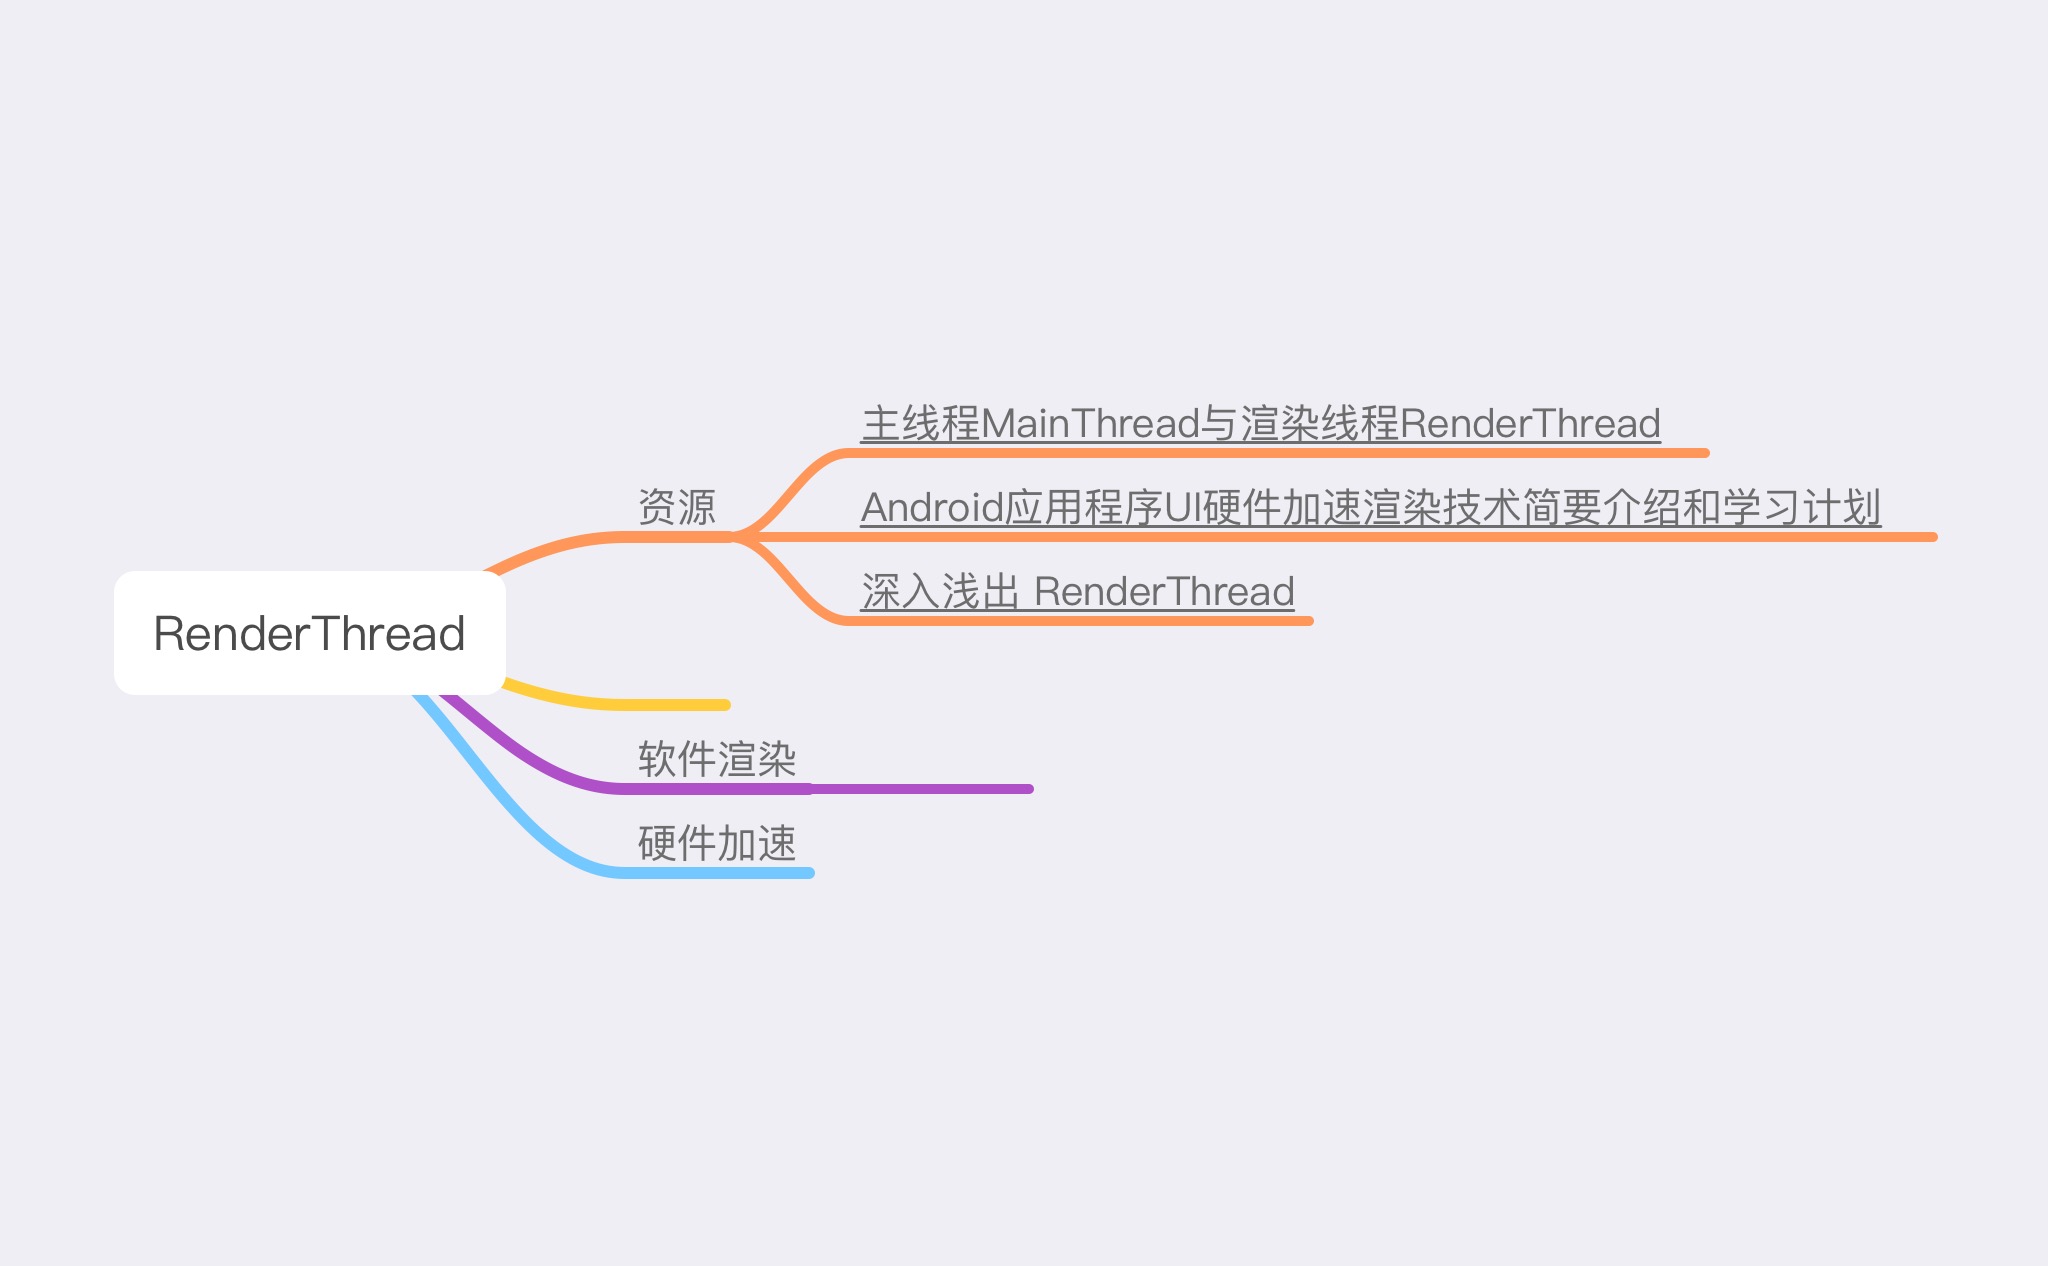 RenderThread
资源
主线程MainThread与渲染线程RenderThread
Android应用程序UI硬件加速渲染技术简要介绍和学习计划
深入浅出 RenderThread
软件渲染
硬件加速